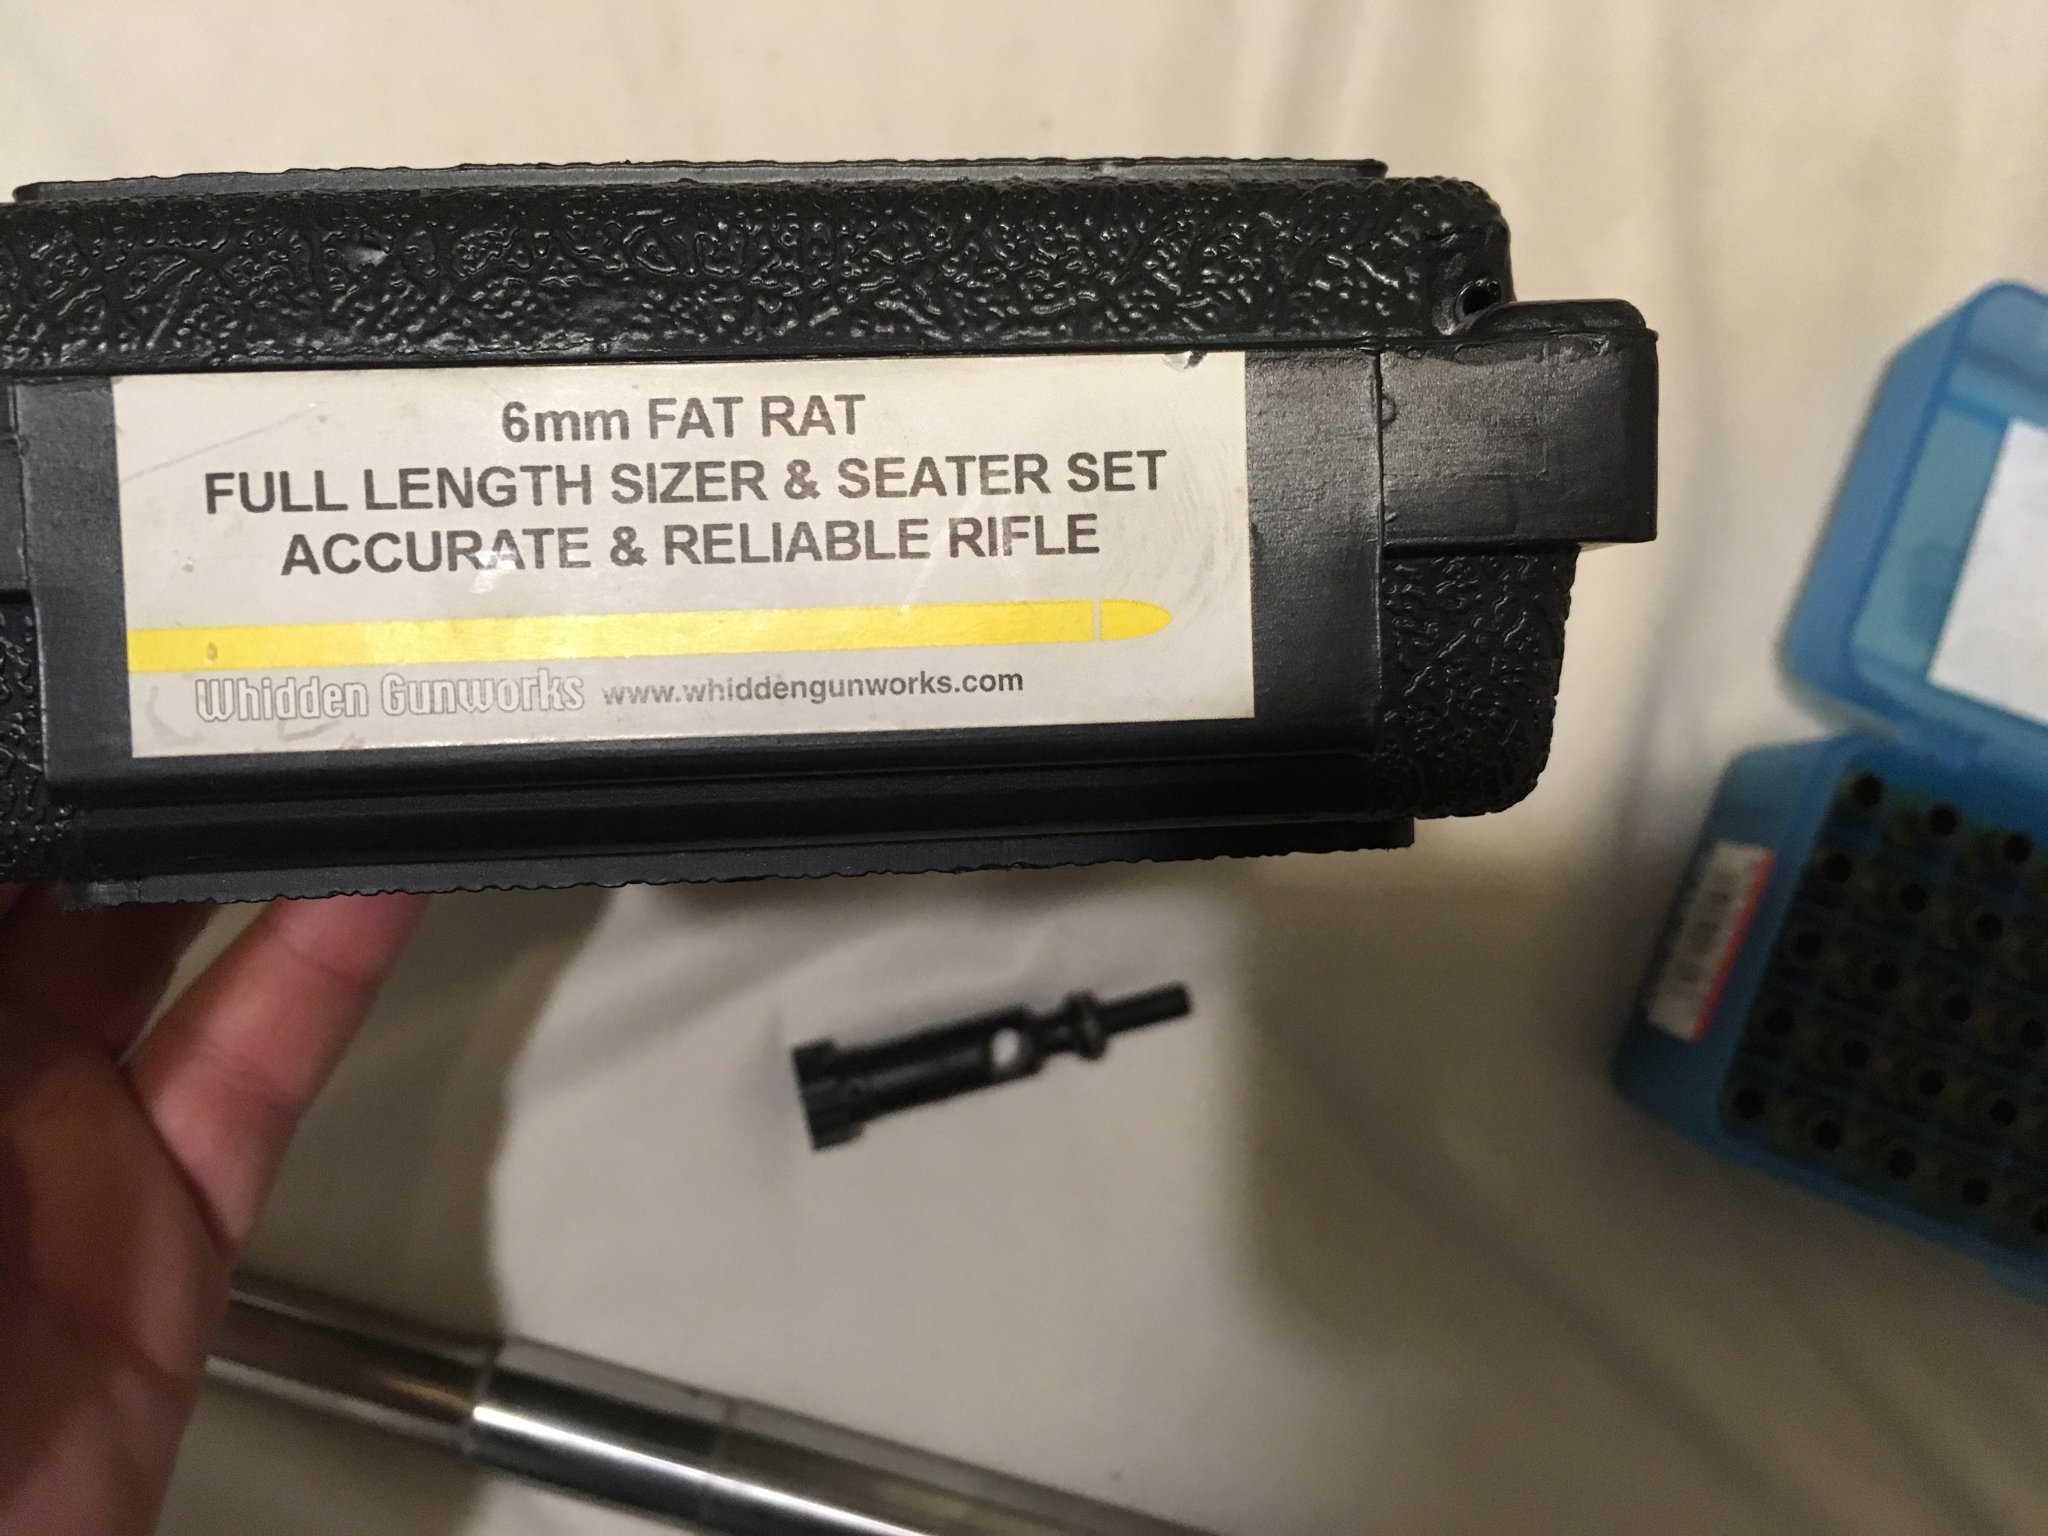 6mm FAT RAT
FULL LENGTH SIZER & SEATER SET
ACCURATE & RELIABLE RIFLE
Whidden Gunworks www.whiddengunworks.com